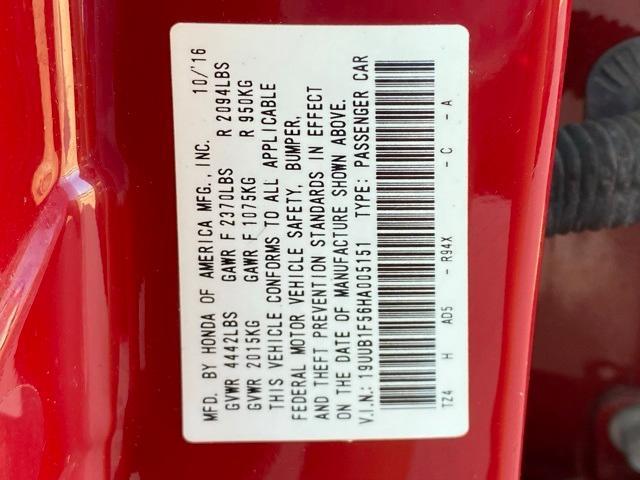 MFD. BY HONDA OF AMERICA MFG., INC. 10/16
GVWR 4442LBS GAWR F 2370LBS R 2094LBS
GVWR 2015KG GAWR F 1075KG R 950KG
THIS VEHICLE CONFORMS TO ALL APPLICABLE
FEDERAL MOTOR VEHICLE SAFETY, BUMPER,
AND THEFT PREVENTION STANDARDS IN EFFECT
ON THE DATE OF MANUFACTURE SHOWN ABOVE.
V.I.N.: 19UUB1F56HA005151 TYPE: PASSENGER CAR
TZ4 H AD5 - R94X - C - A